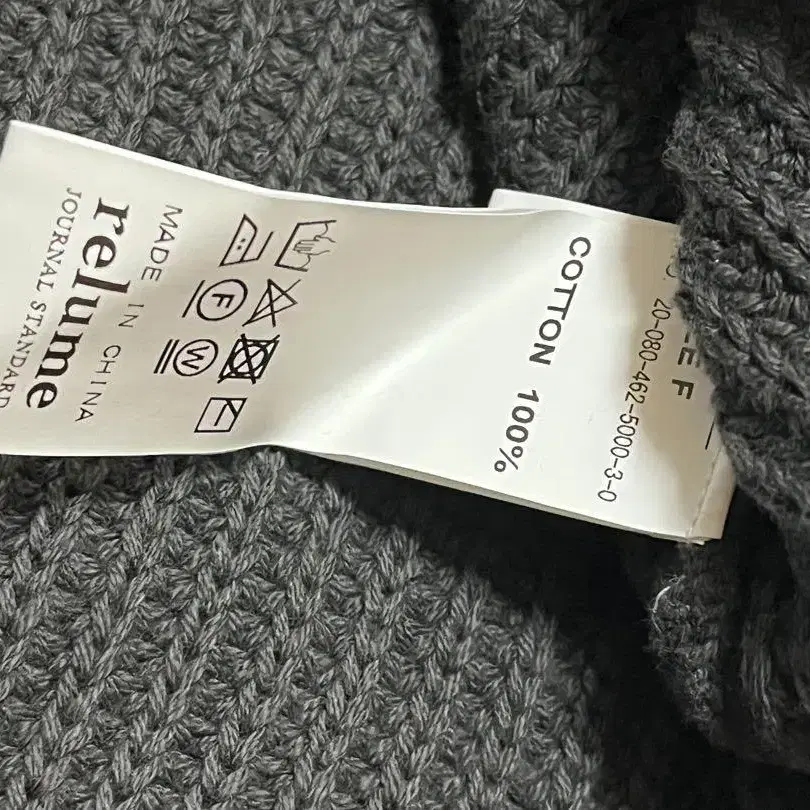 F
20-080-462-5000-3-0
COTTON 100%
F
W
MADE IN CHINA
relume
JOURNAL STANDARD